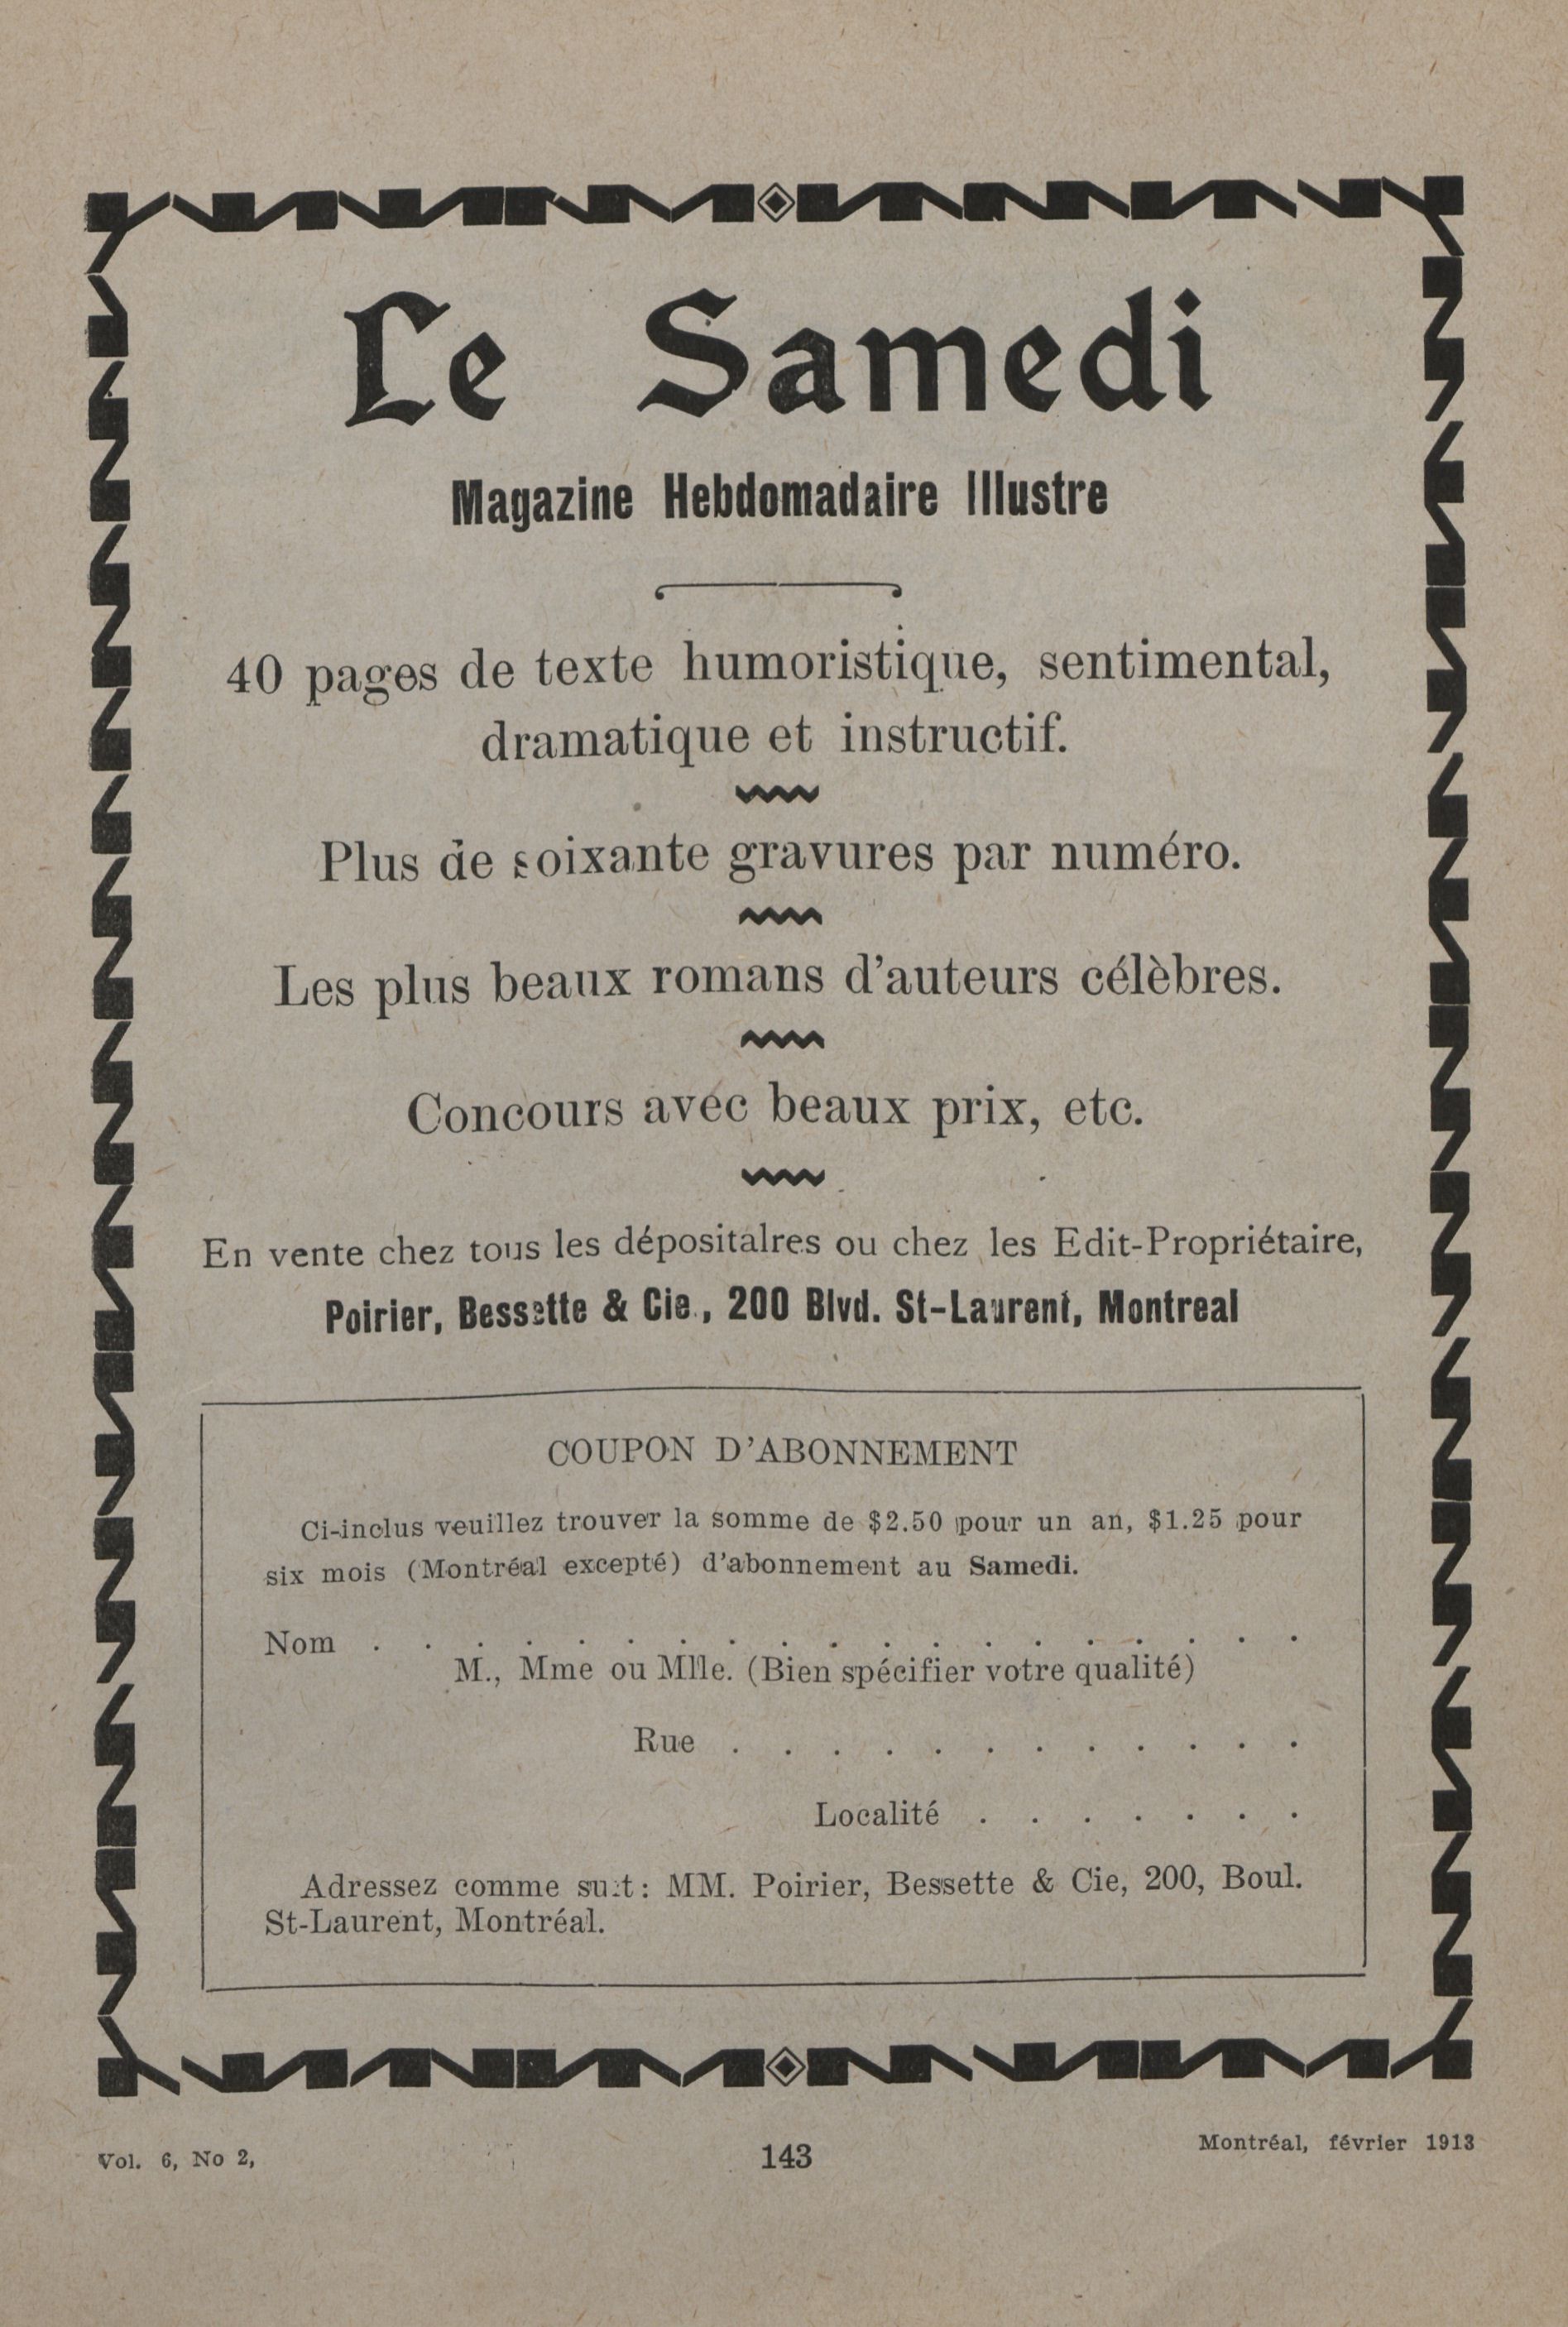 Le Samedi
Magazine Hebdomadaire Illustre
40 pages de texte humoristique, sentimental,
dramatique et instructif.
Plus de soixante gravures par numéro.
Les plus beaux romans d'auteurs célèbres.
Concours avec beaux prix, etc.
En vente chez tous les dépositalres ou chez les Edit-Propriétaire,
Poirier, Bessette & Cie., 200 Blvd. St-Laurent, Montreal
COUPON D'ABONNEMENT
Ci-inclus veuillez trouver la somme de $2.50 pour un an, $1.25 pour
six mois (Montréal excepté) d'abonnement au Samedi.
Nom . . . . . . . . . . . . . . . . . . .
M., Mme ou Mlle. (Bien spécifier votre qualité)
Rue . . . . . . . . . . . .
Localité . . . . . . .
Adressez comme suit: MM. Poirier, Bessette & Cie, 200, Boul.
St-Laurent, Montréal.
Vol. 6, No 2,
143
Montréal, février 1913